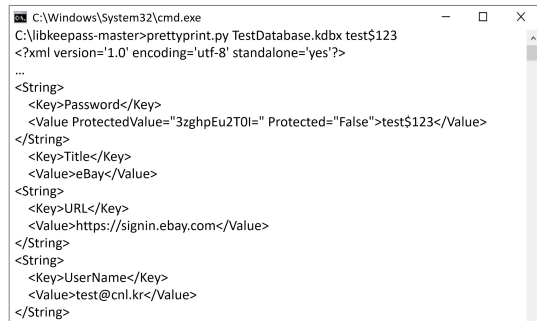 C:\Windows\System32\cmd.exe
C:\libkeepass-master>prettyprint.py TestDatabase.kdbx test$123
<?xml version='1.0' encoding='utf-8' standalone='yes'?>
...
<String>
<Key>Password</Key>
<Value ProtectedValue="3zghpEu2T0I=" Protected="False">test$123</Value>
</String>
<Key>Title</Key>
<Value>eBay</Value>
<String>
<Key>URL</Key>
<Value>https://signin.ebay.com</Value>
</String>
<String>
<Key>UserName</Key>
<Value>test@cnl.kr</Value>
</String>